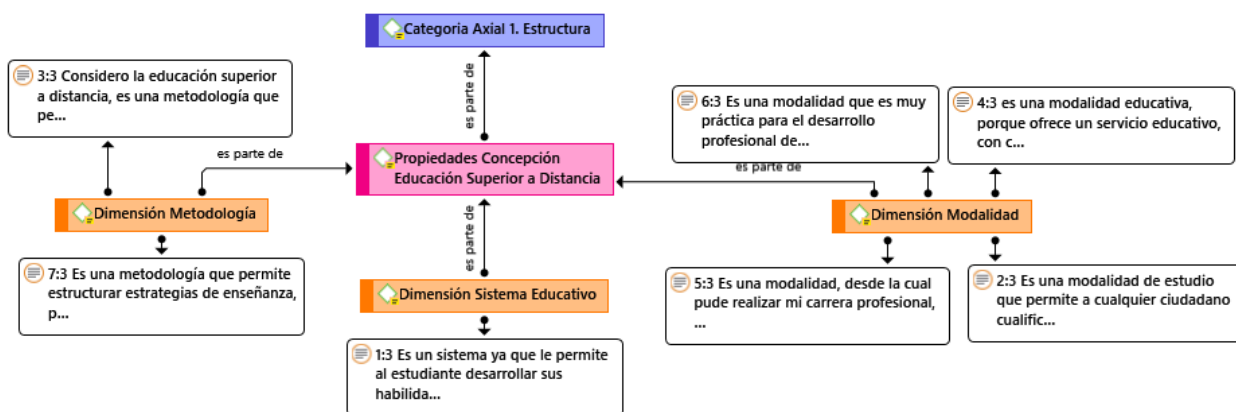 Categoria Axial 1. Estructura
es parte de
3:3 Considero la educación superior
a distancia, es una metodología que
pe...
6:3 Es una modalidad que es muy
práctica para el desarrollo
profesional de...
4:3 es una modalidad educativa,
porque ofrece un servicio educativo,
con c...
es parte de
Propiedades Concepción
Educación Superior a Distancia
es parte de
Dimensión Metodología
es parte de
Dimensión Modalidad
7:3 Es una metodología que permite
estructurar estrategias de enseñanza,
p...
Dimensión Sistema Educativo
5:3 Es una modalidad, desde la cual
pude realizar mi carrera profesional,
...
2:3 Es una modalidad de estudio
que permite a cualquier ciudadano
cualific...
1:3 Es un sistema ya que le permite
al estudiante desarrollar sus
habilida...